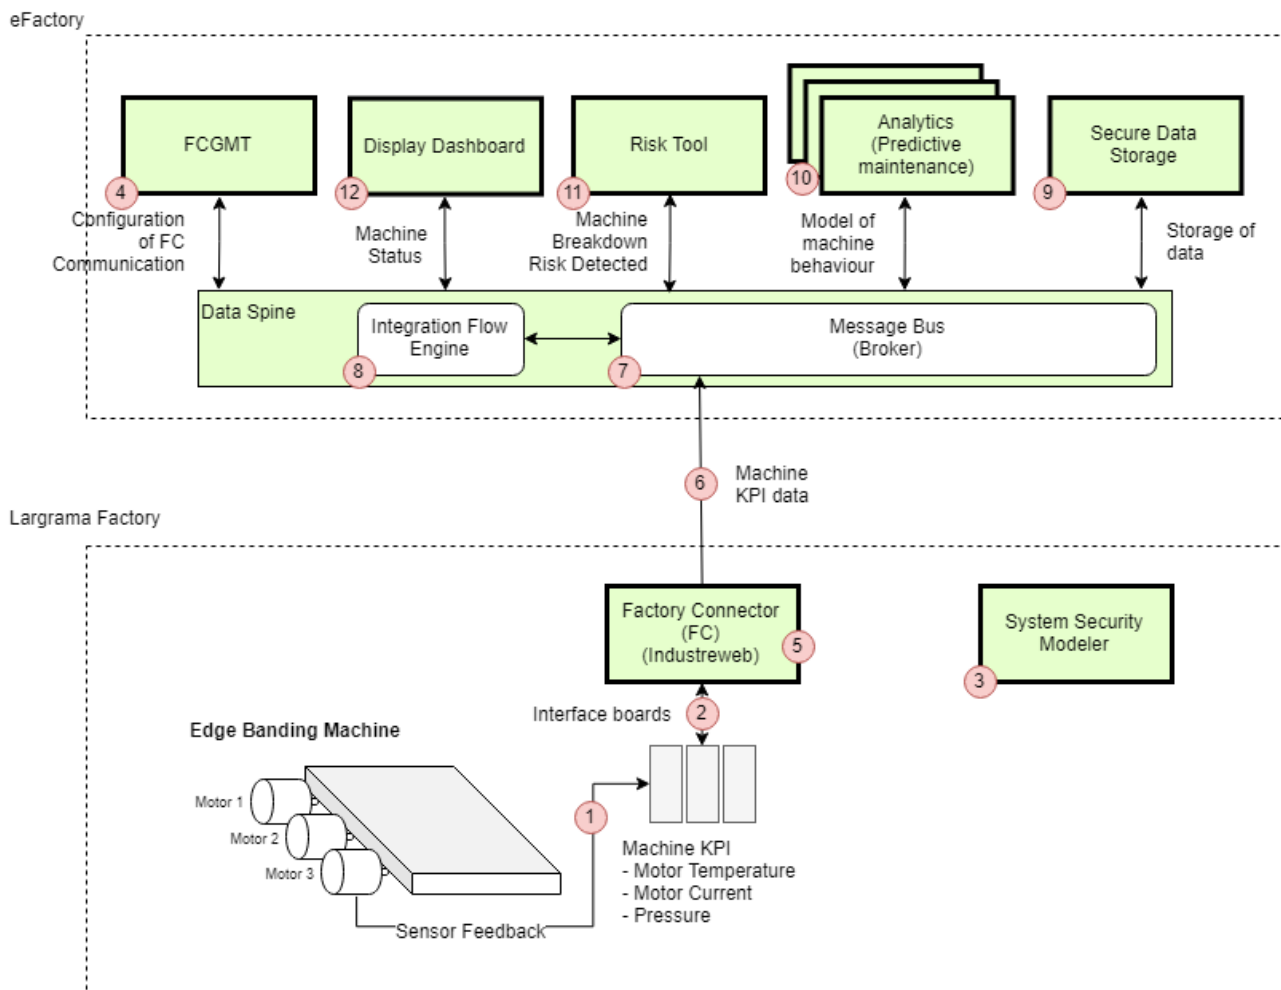 eFactory
FCGMT
4
Configuration
of FC
Communication
Display Dashboard
12
Machine
Status
Risk Tool
11
Machine
Breakdown
Risk Detected
Analytics
(Predictive
maintenance)
10
Model of
machine
behaviour
Secure Data
Storage
9
Storage of
data
Data Spine
Integration Flow
Engine
8
Message Bus
(Broker)
7
6
Machine
KPI data
Largrama Factory
Factory Connector
(FC)
(Industreweb)
5
System Security
Modeler
3
Interface boards
2
Edge Banding Machine
Motor 1
Motor 2
Motor 3
1
Machine KPI
- Motor Temperature
- Motor Current
- Pressure
Sensor Feedback